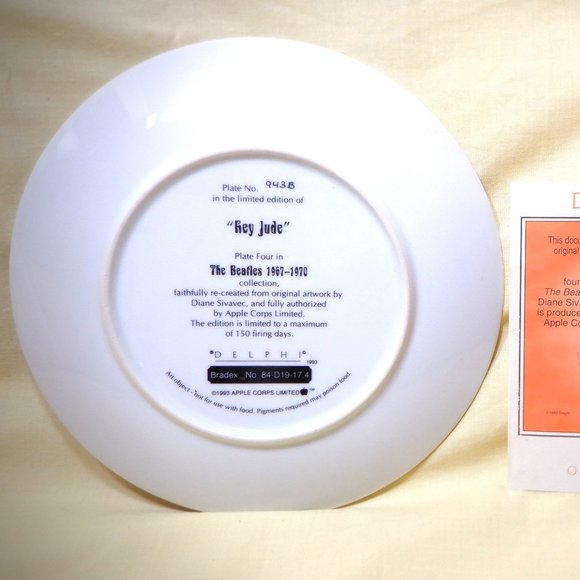 Plate No. 943B
in the limited edition of
"Hey Jude"
Plate Four in
The Beatles 1967–1970
collection,
faithfully re-created from original artwork by
Diane Sivavec, and fully authorized
by Apple Corps Limited.
The edition is limited to a maximum
of 150 firing days.
DELPHI
1993
Bradex No. 84-D19-17.4
©1993 APPLE CORPS LIMITED ™
Art object - not for use with food. Pigments required may poison food.
D
This docu
original
four
The Bea
Diane Siva
is produce
Apple Co
O